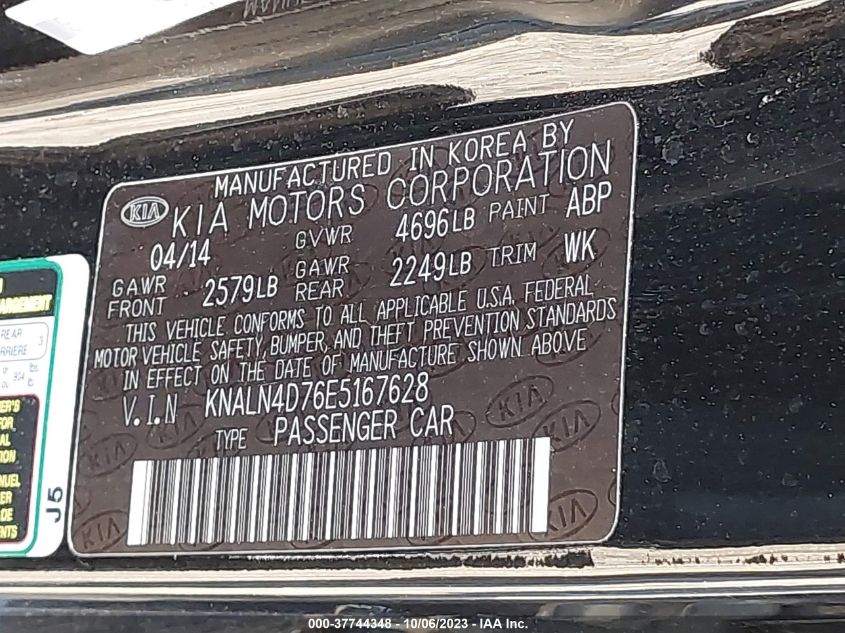 MANUFACTURED IN KOREA BY
KIA KIA MOTORS CORPORATION
04/14 GVWR 4696LB PAINT ABP
GAWR FRONT 2579LB GAWR REAR 2249LB TRIM WK
THIS VEHICLE CONFORMS TO ALL APPLICABLE U.S.A. FEDERAL
MOTOR VEHICLE SAFETY, BUMPER, AND THEFT PREVENTION STANDARDS
IN EFFECT ON THE DATE OF MANUFACTURE SHOWN ABOVE
V.I.N KNALN4D76E5167628
TYPE PASSENGER CAR
REAR
3
J5
000-37744348 - 10/06/2023 - IAA Inc.